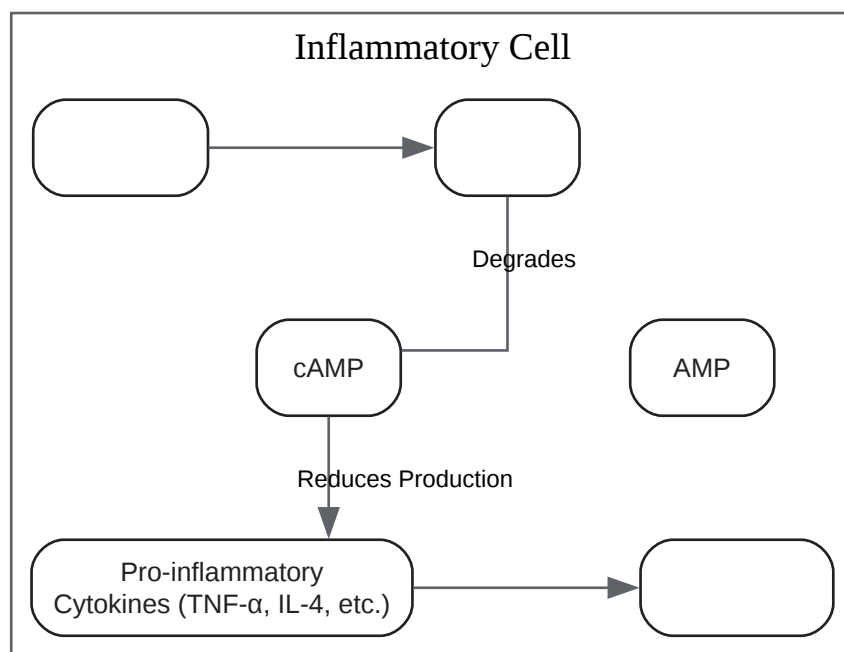 Inflammatory Cell
Degrades
cAMP
AMP
Reduces Production
Pro-inflammatory
Cytokines (TNF-α, IL-4, etc.)